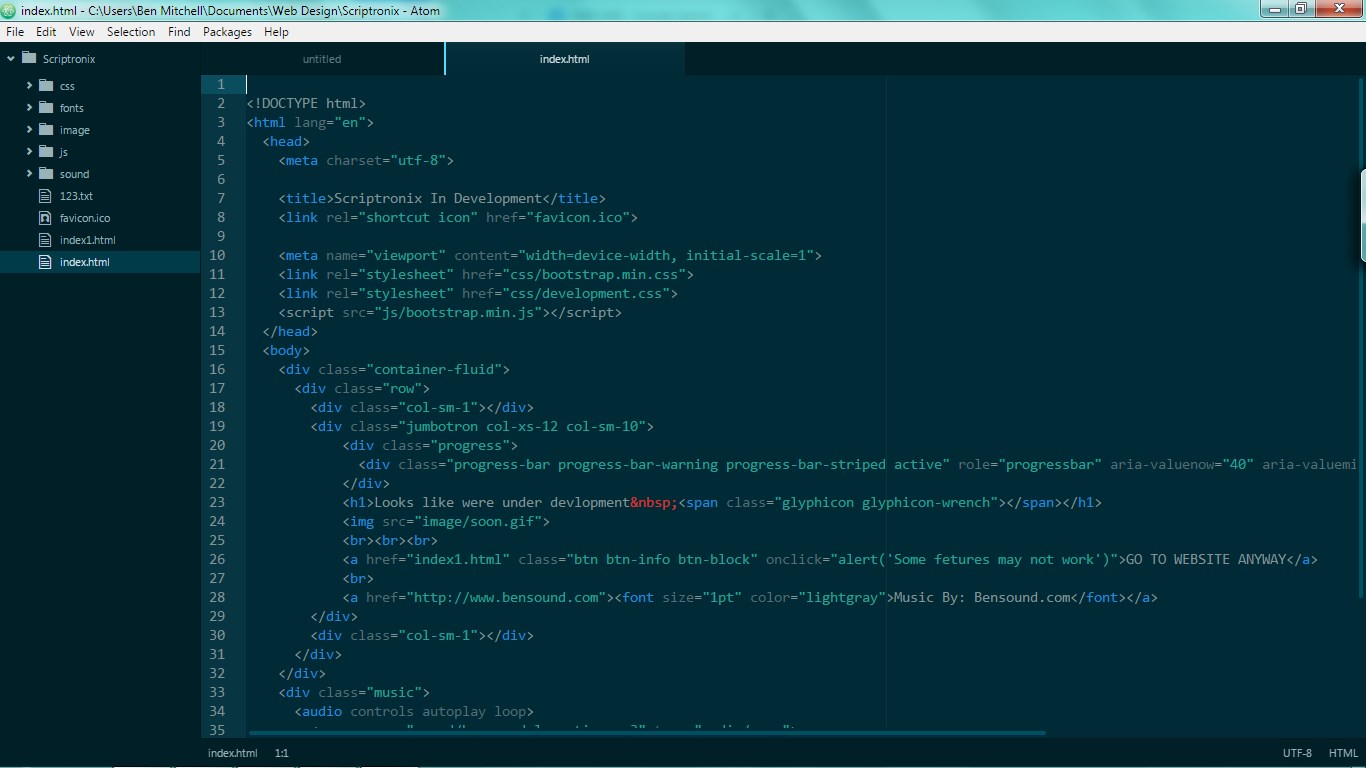 index.html - C:\Users\Ben Mitchell\Documents\Web Design\Scriptronix - Atom
File Edit View Selection Find Packages Help
Scriptronix
css
fonts
image
js
sound
123.txt
favicon.ico
index1.html
index.html
untitled
index.html
1
2 <!DOCTYPE html>
3 <html lang="en">
4 <head>
5 <meta charset="utf-8">
6
7 <title>Scriptronix In Development</title>
8 <link rel="shortcut icon" href="favicon.ico">
9
10 <meta name="viewport" content="width=device-width, initial-scale=1">
11 <link rel="stylesheet" href="css/bootstrap.min.css">
12 <link rel="stylesheet" href="css/development.css">
13 <script src="js/bootstrap.min.js"></script>
14 </head>
15 <body>
16 <div class="container-fluid">
17 <div class="row">
18 <div class="col-sm-1"></div>
19 <div class="jumbotron col-xs-12 col-sm-10">
20 <div class="progress">
21 <div class="progress-bar progress-bar-warning progress-bar-striped active" role="progressbar" aria-valuenow="40" aria-valuemi
22 </div>
23 <h1>Looks like were under devlopment&nbsp;<span class="glyphicon glyphicon-wrench"></span></h1>
24 <img src="image/soon.gif">
25 <br><br><br>
26 <a href="index1.html" class="btn btn-info btn-block" onclick="alert('Some fetures may not work')">GO TO WEBSITE ANYWAY</a>
27 <br>
28 <a href="http://www.bensound.com"><font size="1pt" color="lightgray">Music By: Bensound.com</font></a>
29 </div>
30 <div class="col-sm-1"></div>
31 </div>
32 </div>
33 <div class="music">
34 <audio controls autoplay loop>
35
index.html 1:1
UTF-8 HTML